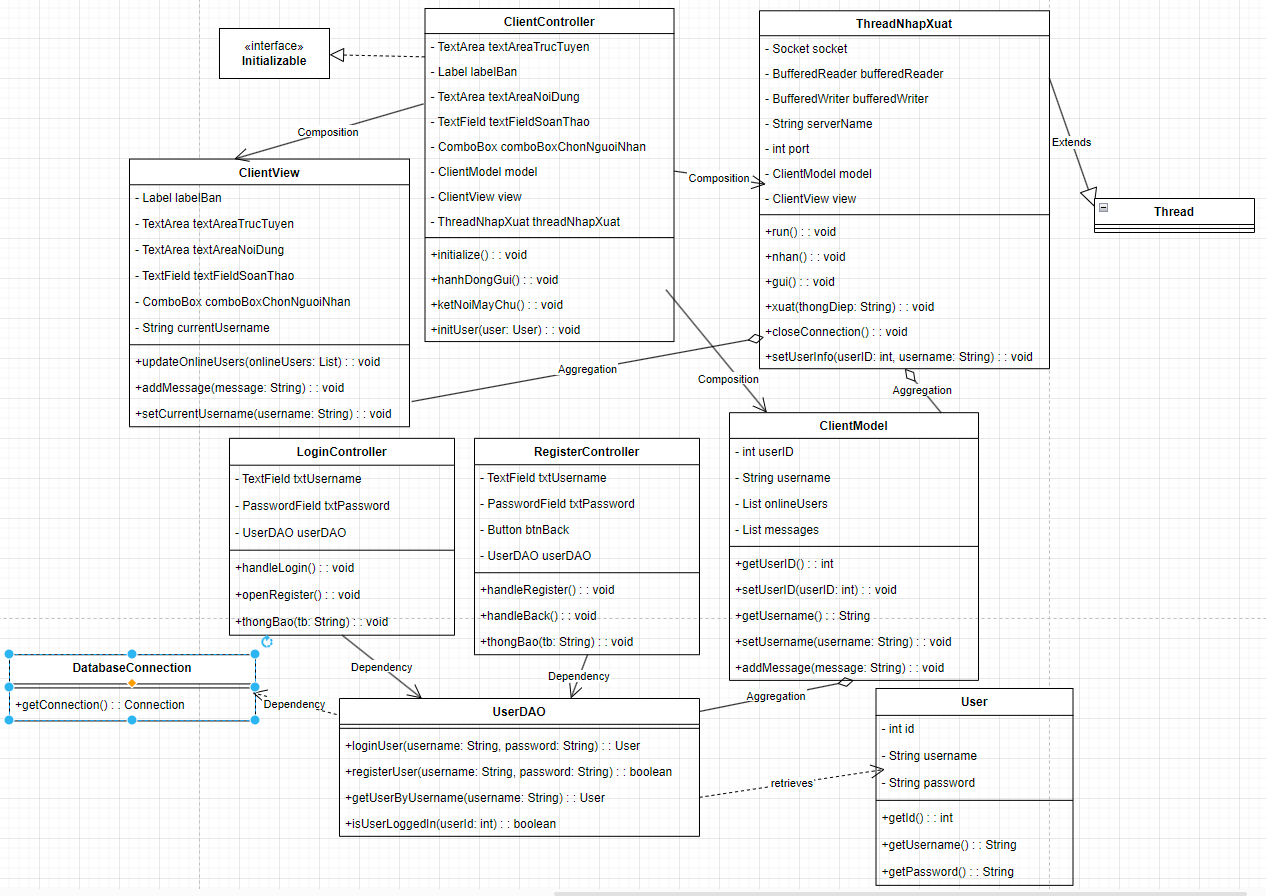 «interface»
Initializable
ClientController
- TextArea textAreaTrucTuyen
- Label labelBan
- TextArea textAreaNoiDung
- TextField textFieldSoanThao
- ComboBox comboBoxChonNguoiNhan
- ClientModel model
- ClientView view
- ThreadNhapXuat threadNhapXuat
+initialize() : : void
+hanhDongGui() : : void
+ketNoiMayChu() : : void
+initUser(user: User) : : void
ThreadNhapXuat
- Socket socket
- BufferedReader bufferedReader
- BufferedWriter bufferedWriter
- String serverName
- int port
- ClientModel model
- ClientView view
+run() : : void
+nhan() : : void
+gui() : : void
+xuat(thongDiep: String) : : void
+closeConnection() : : void
+setUserInfo(userID: int, username: String) : : void
Extends
Thread
Composition
Composition
ClientView
- Label labelBan
- TextArea textAreaTrucTuyen
- TextArea textAreaNoiDung
- TextField textFieldSoanThao
- ComboBox comboBoxChonNguoiNhan
- String currentUsername
+updateOnlineUsers(onlineUsers: List) : : void
+addMessage(message: String) : : void
+setCurrentUsername(username: String) : : void
Aggregation
Composition
Aggregation
LoginController
- TextField txtUsername
- PasswordField txtPassword
- UserDAO userDAO
+handleLogin() : : void
+openRegister() : : void
+thongBao(tb: String) : : void
RegisterController
- TextField txtUsername
- PasswordField txtPassword
- Button btnBack
- UserDAO userDAO
+handleRegister() : : void
+handleBack() : : void
+thongBao(tb: String) : : void
ClientModel
- int userID
- String username
- List onlineUsers
- List messages
+getUserID() : : int
+setUserID(userID: int) : : void
+getUsername() : : String
+setUsername(username: String) : : void
+addMessage(message: String) : : void
Dependency
Dependency
Aggregation
DatabaseConnection
+getConnection() : : Connection
Dependency
UserDAO
+loginUser(username: String, password: String) : : User
+registerUser(username: String, password: String) : : boolean
+getUserByUsername(username: String) : : User
+isUserLoggedIn(userId: int) : : boolean
retrieves
User
- int id
- String username
- String password
+getId() : : int
+getUsername() : : String
+getPassword() : : String